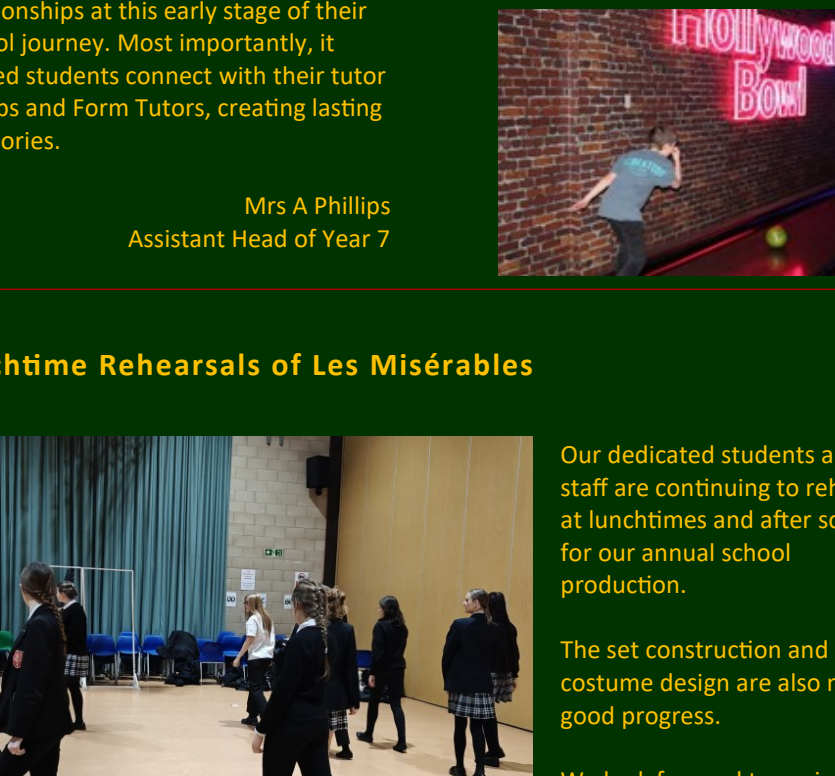 onships at this early stage of their
ol journey. Most importantly, it
ed students connect with their tutor
ps and Form Tutors, creating lasting
ories.
Mrs A Phillips
Assistant Head of Year 7
Hollywood
Bowl
chtime Rehearsals of Les Misérables
Our dedicated students a
staff are continuing to reh
at lunchtimes and after sc
for our annual school
production.
The set construction and
costume design are also m
good progress.